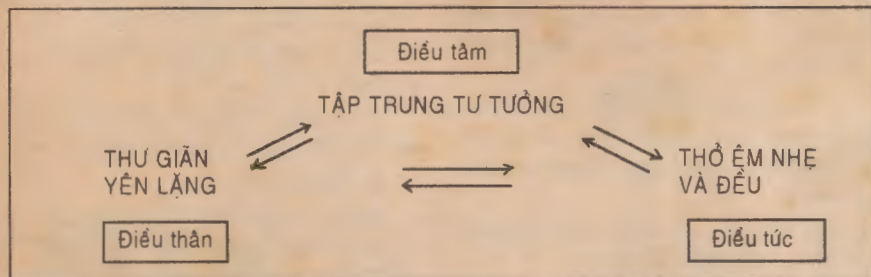 Điều tâm
TẬP TRUNG TƯ TƯỞNG
THƯ GIÃN
YÊN LẶNG
THỞ ÊM NHẸ
VÀ ĐỀU
Điều thân
Điều tức